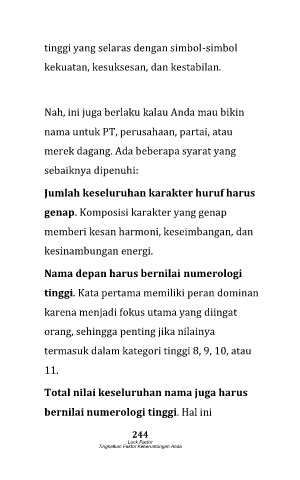 tinggi yang selaras dengan simbol-simbol
kekuatan, kesuksesan, dan kestabilan.
Nah, ini juga berlaku kalau Anda mau bikin
nama untuk PT, perusahaan, partai, atau
merek dagang. Ada beberapa syarat yang
sebaiknya dipenuhi:
Jumlah keseluruhan karakter huruf harus
genap. Komposisi karakter yang genap
memberi kesan harmoni, keseimbangan, dan
kesinambungan energi.
Nama depan harus bernilai numerologi
tinggi. Kata pertama memiliki peran dominan
karena menjadi fokus utama yang diingat
orang, sehingga penting jika nilainya
termasuk dalam kategori tinggi 8, 9, 10, atau
11.
Total nilai keseluruhan nama juga harus
bernilai numerologi tinggi. Hal ini
244
Luck Factor
Tingkatkan Faktor Keberuntungan Anda